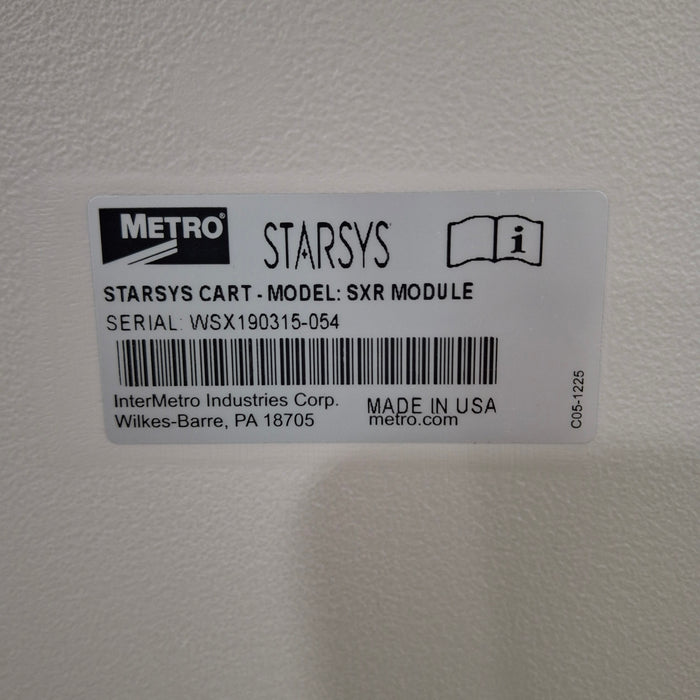 METRO®
STARSYS
i
STARSYS CART - MODEL: SXR MODULE
SERIAL: WSX190315-054
InterMetro Industries Corp.
Wilkes-Barre, PA 18705
MADE IN USA
metro.com
C05-1225